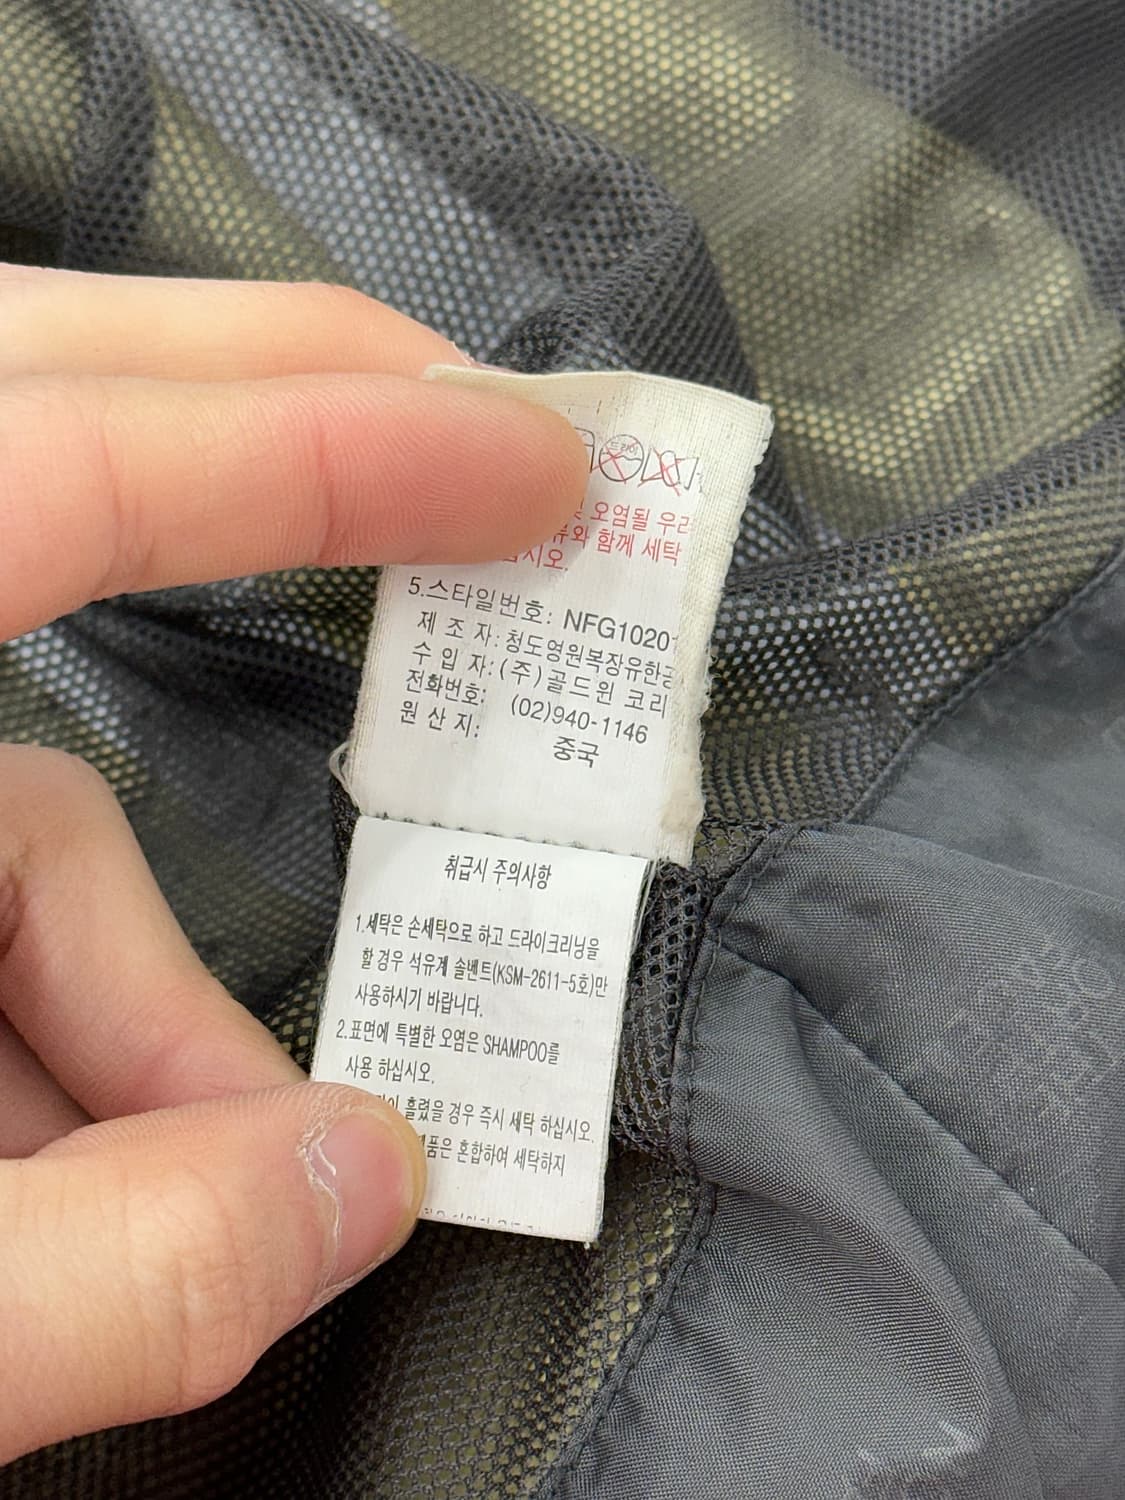 드라이
오염될 우려
와 함께 세탁
시오.
5.스타일번호: NFG1020
제 조 자: 청도영원복장유한공
수 입 자: (주)골드윈 코리
전화번호: (02)940-1146
원 산 지: 중국
취급시 주의사항
1.세탁은 손세탁으로 하고 드라이크리닝을
할 경우 석유계 솔벤트(KSM-2611-5호)만
사용하시기 바랍니다.
2.표면에 특별한 오염은 SHAMPOO를
사용 하십시오.
흘렸을 경우 즉시 세탁 하십시오.
품은 혼합하여 세탁하지